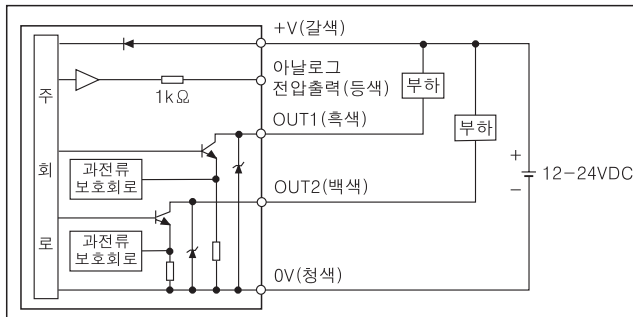 +V(갈색)
아날로그
전압출력(등색)
1kΩ
OUT1(흑색)
부하
부하
주회로
과전류
보호회로
OUT2(백색)
+
12-24VDC
-
과전류
보호회로
0V(청색)